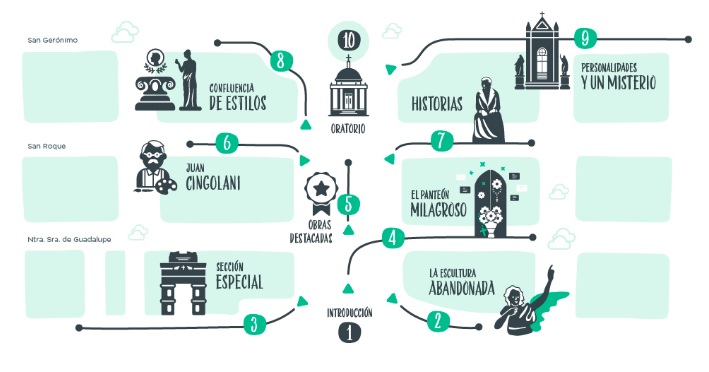 San Gerónimo
10
9
8
CONFLUENCIA
DE ESTILOS
ORATORIO
HISTORIAS
PERSONALIDADES
Y UN MISTERIO
San Roque
6
7
JUAN
CINGOLANI
5
OBRAS
DESTACADAS
EL PANTEÓN
MILAGROSO
Ntra. Sra. de Guadalupe
4
SECCIÓN
ESPECIAL
LA ESCULTURA
ABANDONADA
INTRODUCCIÓN
1
3
2